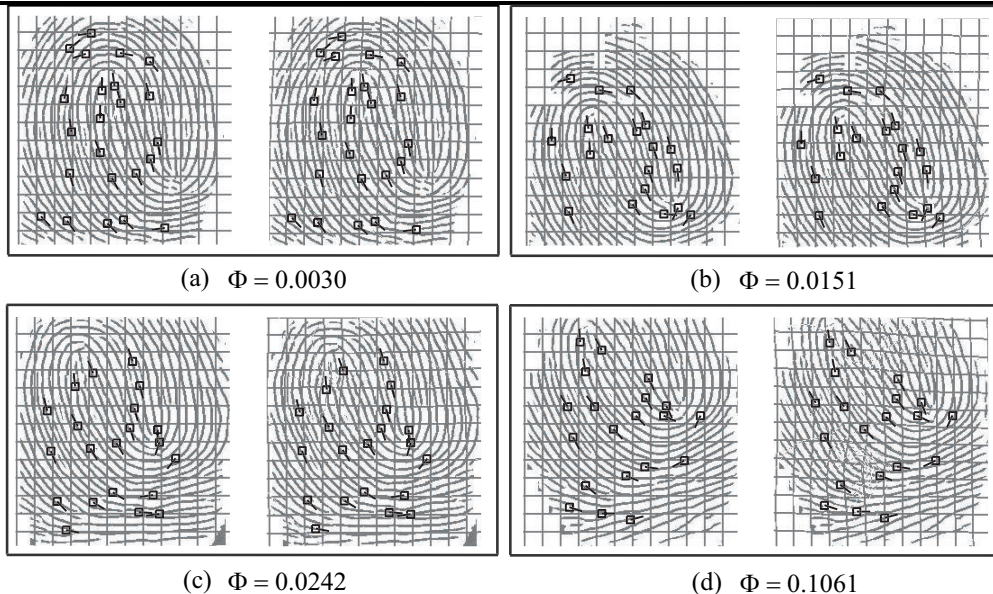 (a) Φ = 0.0030
(b) Φ = 0.0151
(c) Φ = 0.0242
(d) Φ = 0.1061